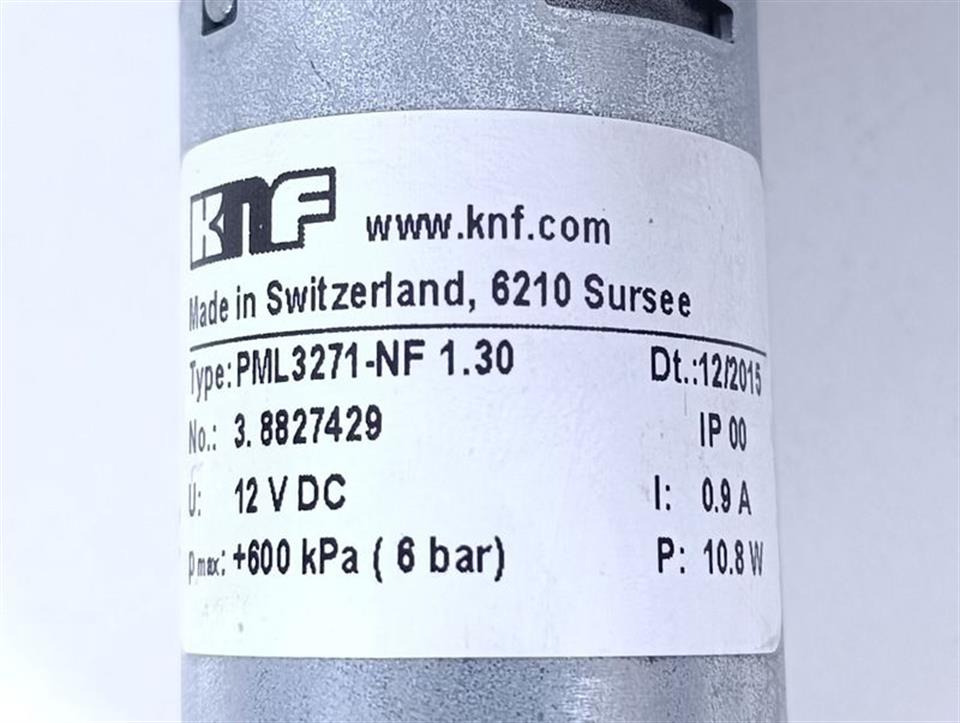 KNF www.knf.com
Made in Switzerland, 6210 Sursee
Type: PML3271-NF 1.30 Dt.:12/2015
No.: 3. 8827429 IP 00
U: 12 V DC I: 0.9 A
p max: +600 kPa ( 6 bar) P: 10.8 W